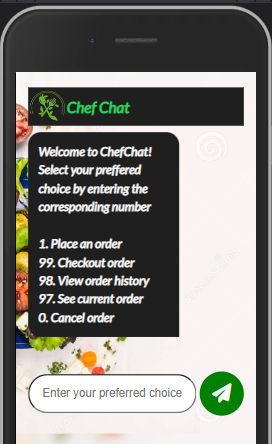 Chef Chat
Welcome to ChefChat!
Select your preffered
choice by entering the
corresponding number
1. Place an order
99. Checkout order
98. View order history
97. See current order
0. Cancel order
Enter your preferred choice